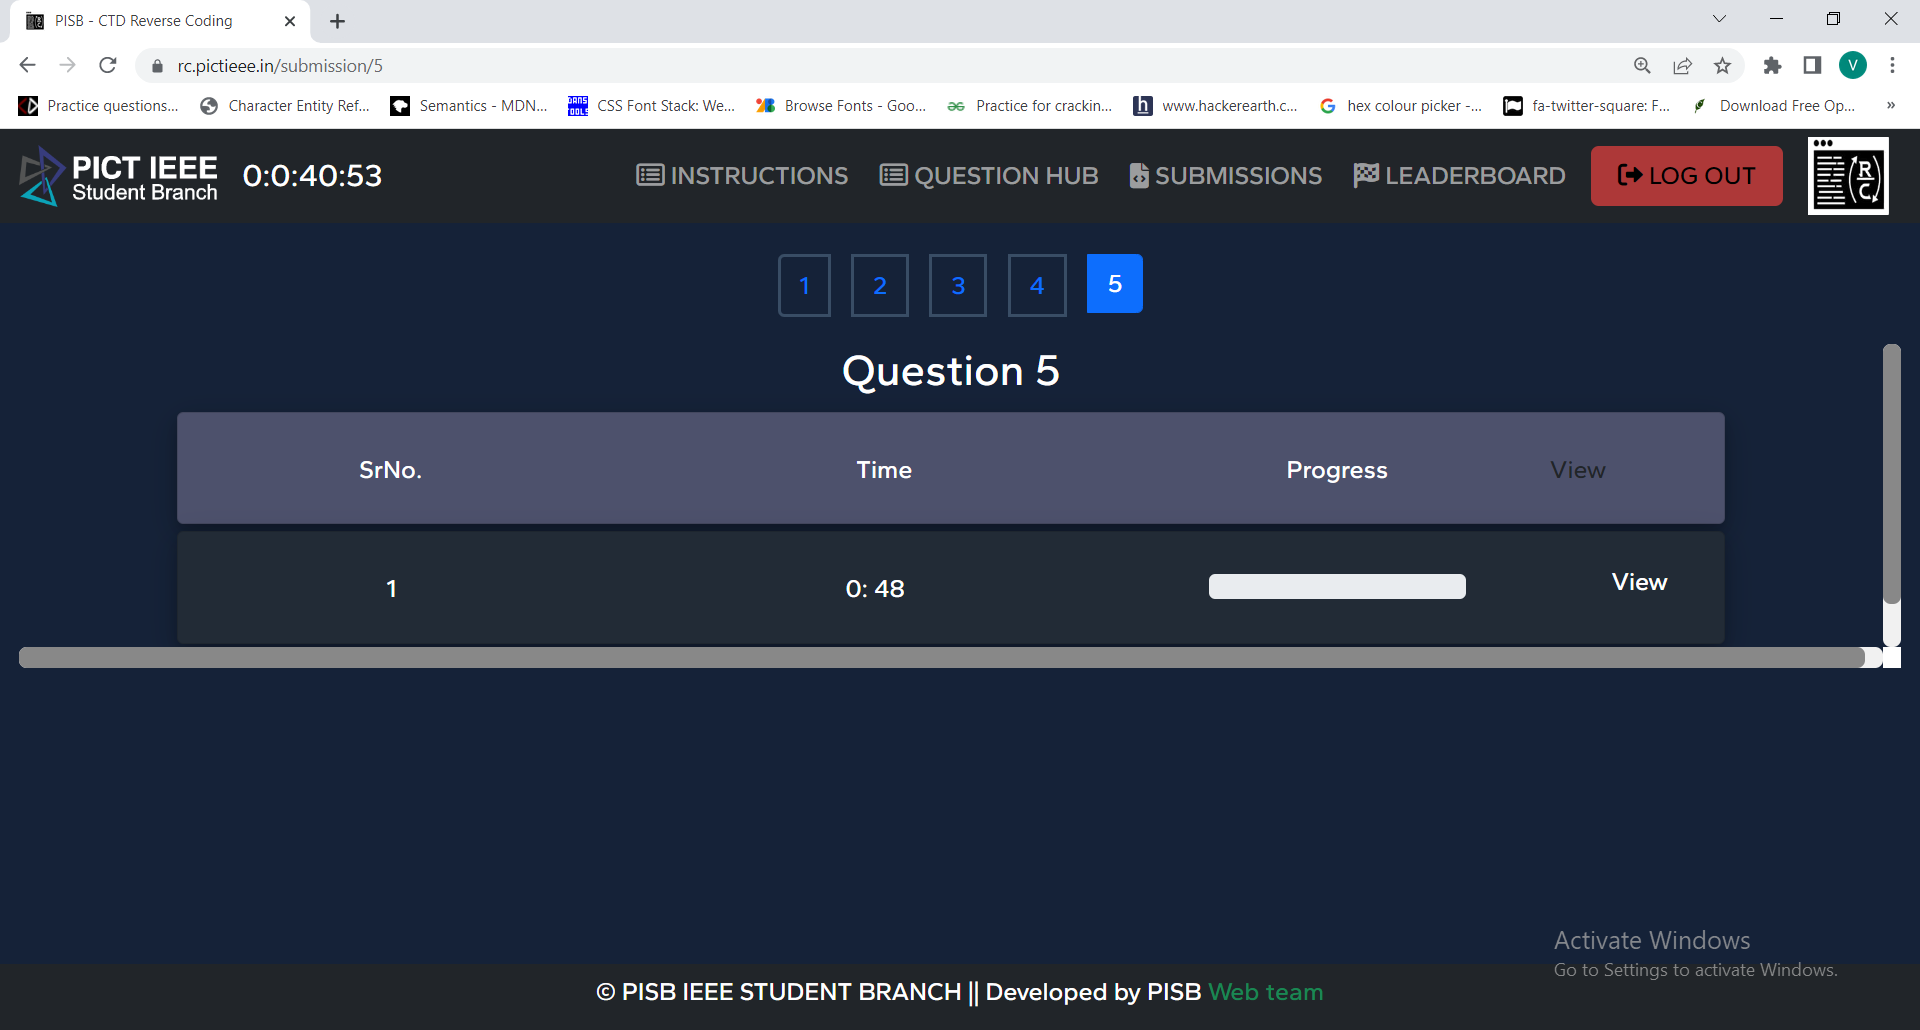 PISB - CTD Reverse Coding
rc.pictieee.in/submission/5
V
Practice questions... Character Entity Ref... Semantics - MDN... CSS Font Stack: We... Browse Fonts - Goo... Practice for crackin... www.hackerearth.c... hex colour picker -... fa-twitter-square: F... Download Free Op... »
PICT IEEE
Student Branch
0:0:40:53
INSTRUCTIONS QUESTION HUB SUBMISSIONS LEADERBOARD LOG OUT
R
C
1 2 3 4 5
Question 5
SrNo. Time Progress View
1 0: 48 View
Activate Windows
Go to Settings to activate Windows.
© PISB IEEE STUDENT BRANCH || Developed by PISB Web team